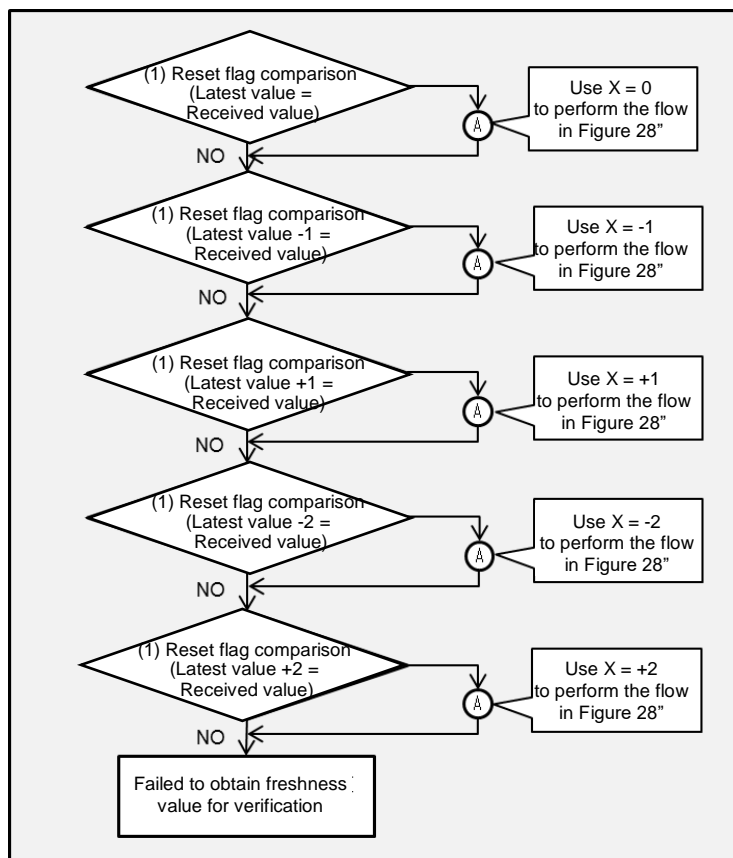 (1) Reset flag comparison
(Latest value =
Received value)
A
Use X = 0
to perform the flow
in Figure 28”
NO
(1) Reset flag comparison
(Latest value -1 =
Received value)
A
Use X = -1
to perform the flow
in Figure 28”
NO
(1) Reset flag comparison
(Latest value +1 =
Received value)
A
Use X = +1
to perform the flow
in Figure 28”
NO
(1) Reset flag comparison
(Latest value -2 =
Received value)
A
Use X = -2
to perform the flow
in Figure 28”
NO
(1) Reset flag comparison
(Latest value +2 =
Received value)
A
Use X = +2
to perform the flow
in Figure 28”
NO
Failed to obtain freshness
value for verification